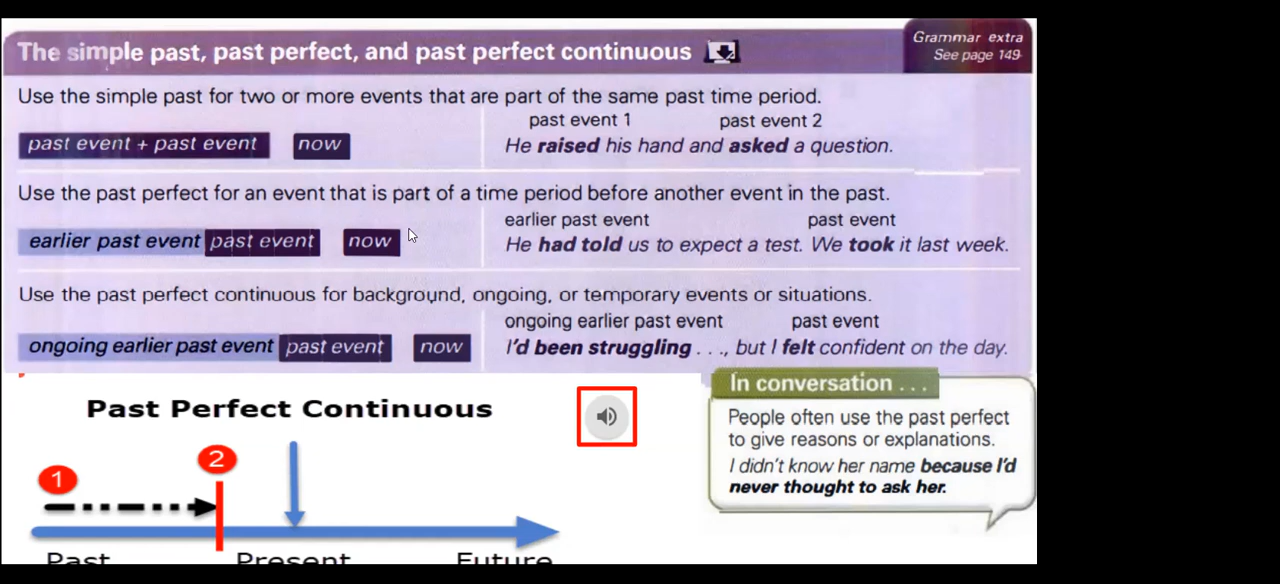 The simple past, past perfect, and past perfect continuous
Grammar extra
See page 149
Use the simple past for two or more events that are part of the same past time period.
past event + past event now
past event 1 past event 2
He raised his hand and asked a question.
Use the past perfect for an event that is part of a time period before another event in the past.
earlier past event past event now
earlier past event past event
He had told us to expect a test. We took it last week.
Use the past perfect continuous for background, ongoing, or temporary events or situations.
ongoing earlier past event past event now
ongoing earlier past event past event
I'd been struggling . . ., but I felt confident on the day.
Past Perfect Continuous
1
2
Past Present Future
In conversation . . .
People often use the past perfect
to give reasons or explanations.
I didn't know her name because I'd
never thought to ask her.